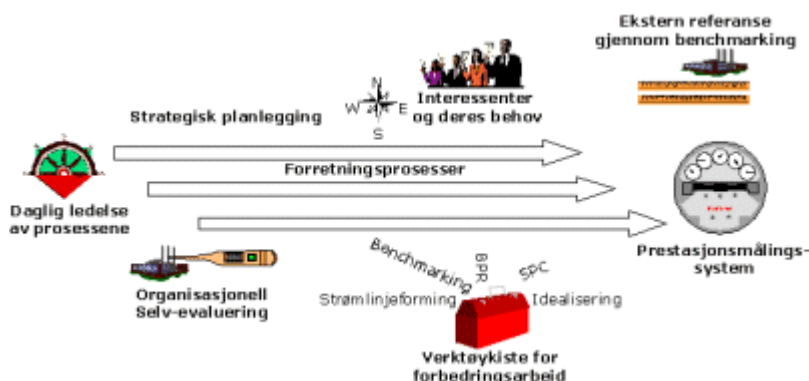 Ekstern referanse
gjennom benchmarking
N
W
E
S
Interessenter
og deres behov
Strategisk planlegging
Forretningsprosesser
Daglig ledelse
av prosessene
Prestasjonsmålings-
system
Organisasjonell
Selv-evaluering
Benchmarking
BPR
SPC
Strømlinjeforming
Idealisering
Verktøykiste for
forbedringsarbeid